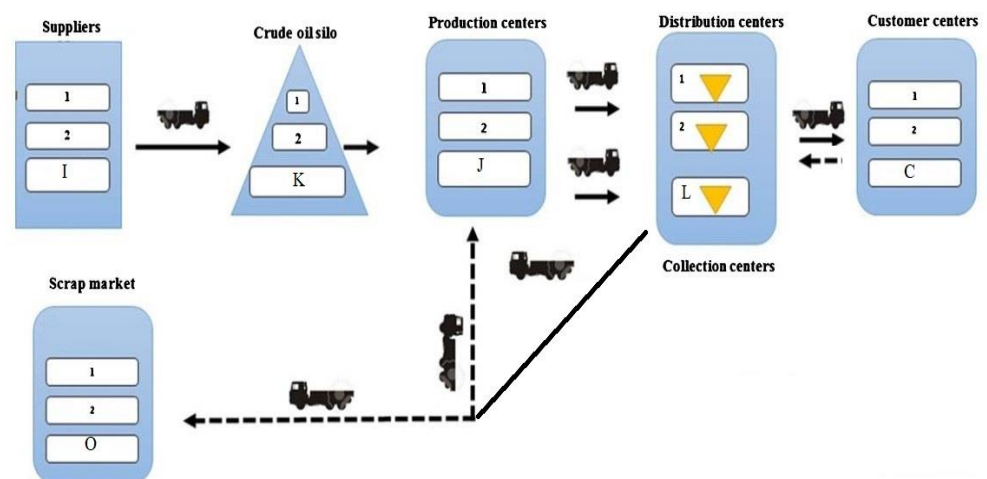 Suppliers
1
2
I
Crude oil silo
1
2
K
Production centers
1
2
J
Distribution centers
1
2
L
Collection centers
Customer centers
1
2
C
Scrap market
1
2
O